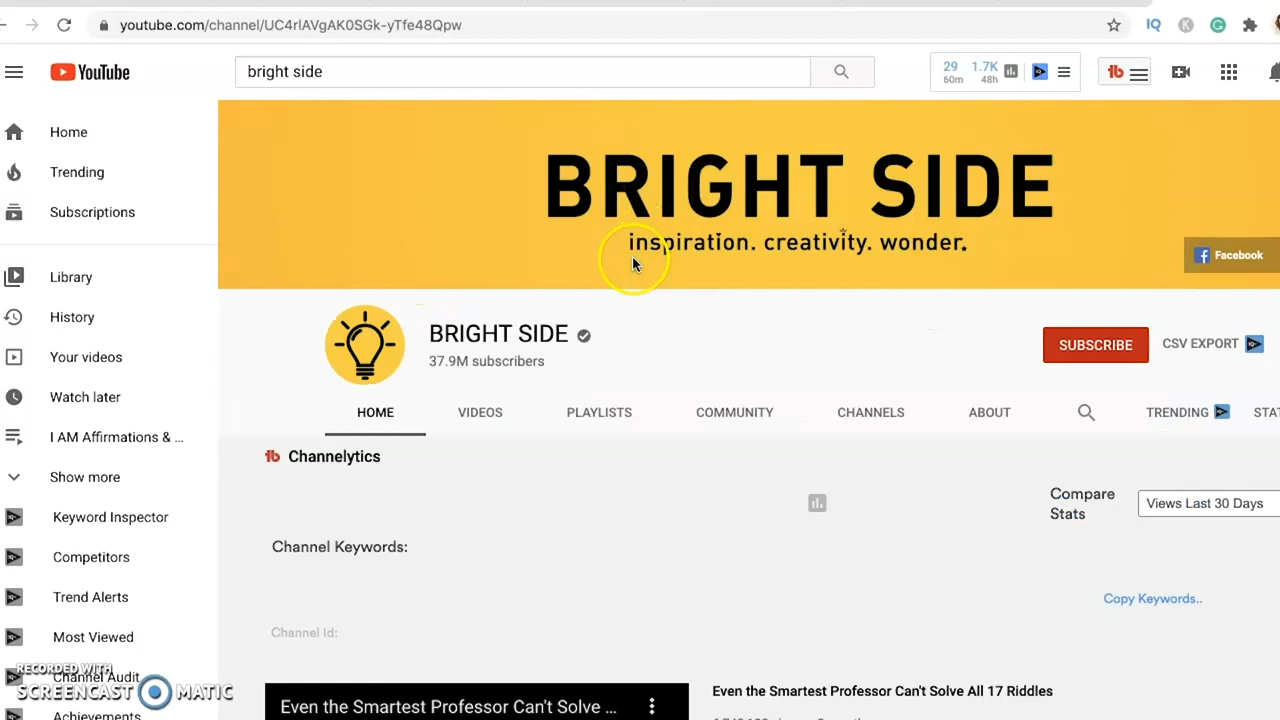 youtube.com/channel/UC4rlAVgAK0SGk-yTfe48Qpw
YouTube
bright side
29 1.7K
60m 48h
Home
Trending
Subscriptions
Library
History
Your videos
Watch later
I AM Affirmations & ...
Show more
Keyword Inspector
Competitors
Trend Alerts
Most Viewed
Channel Audit
Achievements
BRIGHT SIDE
inspiration. creativity. wonder.
Facebook
BRIGHT SIDE
37.9M subscribers
SUBSCRIBE
CSV EXPORT
HOME VIDEOS PLAYLISTS COMMUNITY CHANNELS ABOUT TRENDING STAT
Channelytics
Compare
Stats
Views Last 30 Days
Channel Keywords:
Copy Keywords..
Channel Id:
Even the Smartest Professor Can't Solve ...
Even the Smartest Professor Can't Solve All 17 Riddles
RECORDED WITH
SCREENCAST MATIC